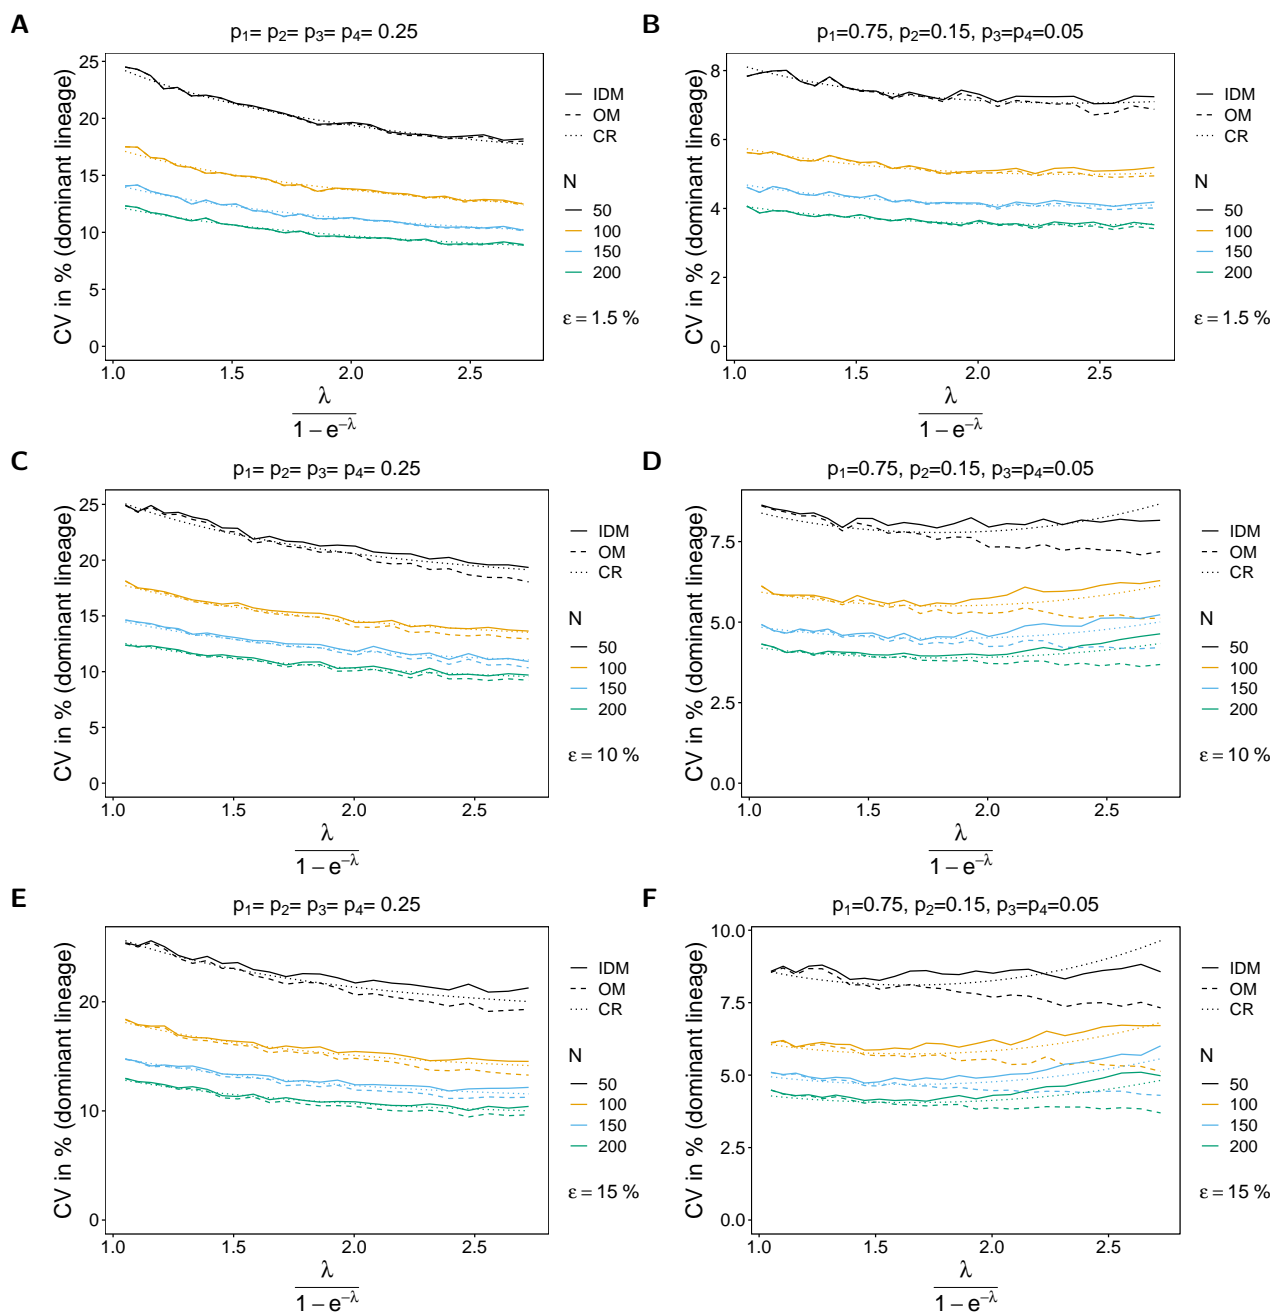 A
p₁= p₂= p₃= p₄= 0.25
CV in % (dominant lineage)
25
20
15
10
5
0
1.0
1.5
2.0
2.5
λ
1 − e^−λ
IDM
OM
CR
N
50
100
150
200
ε = 1.5 %
B
p₁=0.75, p₂=0.15, p₃=p₄=0.05
CV in % (dominant lineage)
8
6
4
2
0
1.0
1.5
2.0
2.5
λ
1 − e^−λ
IDM
OM
CR
N
50
100
150
200
ε = 1.5 %
C
p₁= p₂= p₃= p₄= 0.25
CV in % (dominant lineage)
25
20
15
10
5
0
1.0
1.5
2.0
2.5
λ
1 − e^−λ
IDM
OM
CR
N
50
100
150
200
ε = 10 %
D
p₁=0.75, p₂=0.15, p₃=p₄=0.05
CV in % (dominant lineage)
7.5
5.0
2.5
0.0
1.0
1.5
2.0
2.5
λ
1 − e^−λ
IDM
OM
CR
N
50
100
150
200
ε = 10 %
E
p₁= p₂= p₃= p₄= 0.25
CV in % (dominant lineage)
20
10
0
1.0
1.5
2.0
2.5
λ
1 − e^−λ
IDM
OM
CR
N
50
100
150
200
ε = 15 %
F
p₁=0.75, p₂=0.15, p₃=p₄=0.05
CV in % (dominant lineage)
10.0
7.5
5.0
2.5
0.0
1.0
1.5
2.0
2.5
λ
1 − e^−λ
IDM
OM
CR
N
50
100
150
200
ε = 15 %